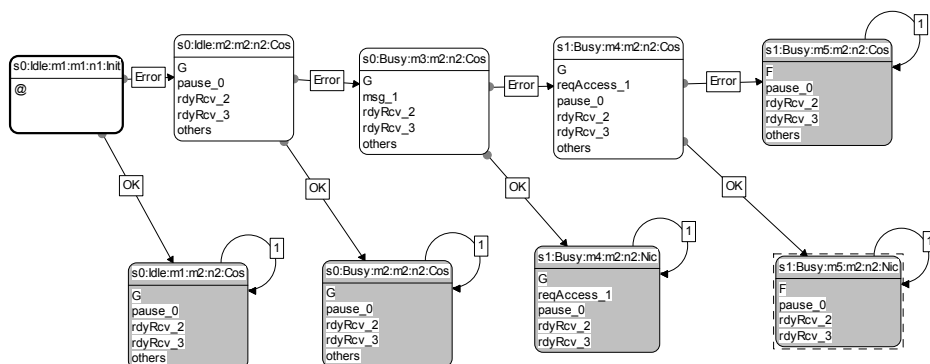 s0:Idle:m1:m1:n1:Init
@
Error
s0:Idle:m2:m2:n2:Cos
G
pause_0
rdyRcv_2
rdyRcv_3
others
Error
s0:Busy:m3:m2:n2:Cos
G
msg_1
rdyRcv_2
rdyRcv_3
others
Error
s1:Busy:m4:m2:n2:Cos
G
reqAccess_1
pause_0
rdyRcv_2
rdyRcv_3
others
Error
s1:Busy:m5:m2:n2:Cos
F
pause_0
rdyRcv_2
rdyRcv_3
others
1
OK
OK
OK
OK
s0:Idle:m1:m2:n2:Cos
G
pause_0
rdyRcv_2
rdyRcv_3
others
1
s0:Busy:m2:m2:n2:Cos
G
pause_0
rdyRcv_2
rdyRcv_3
others
1
s1:Busy:m4:m2:n2:Nic
G
reqAccess_1
pause_0
rdyRcv_2
rdyRcv_3
1
s1:Busy:m5:m2:n2:Nic
F
pause_0
rdyRcv_2
rdyRcv_3
1